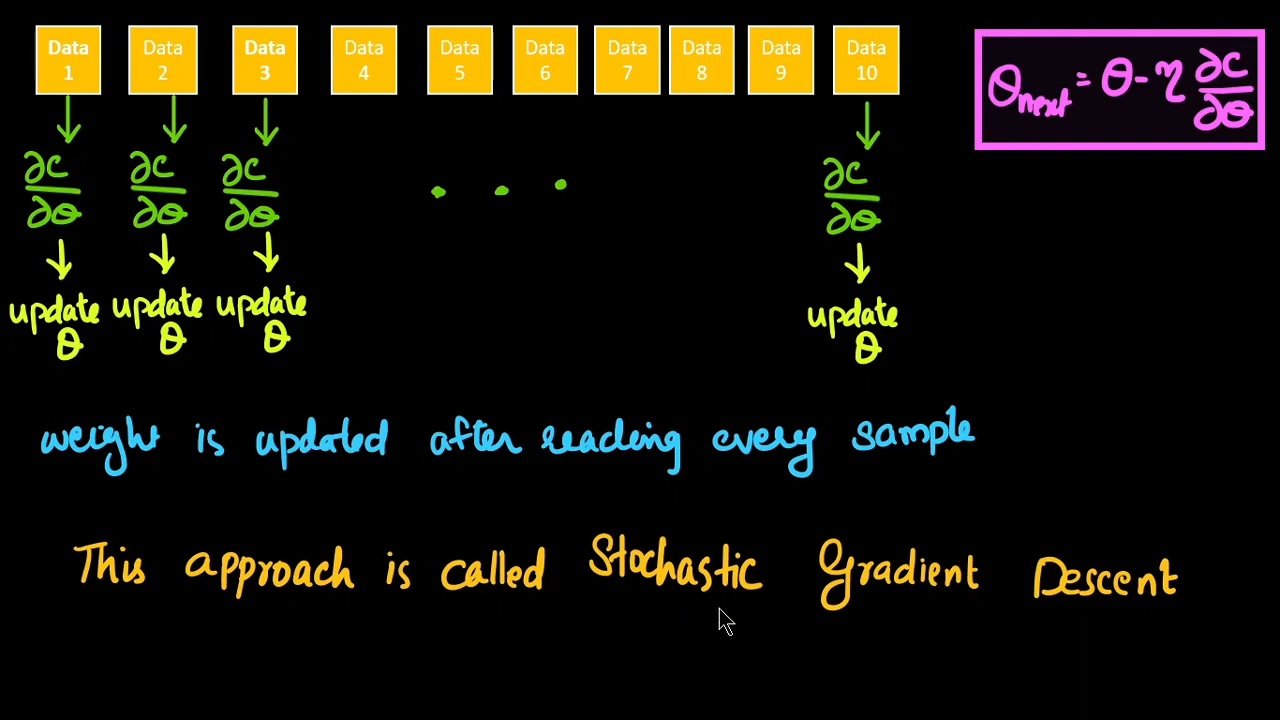 Data 1 Data 2 Data 3 Data 4 Data 5 Data 6 Data 7 Data 8 Data 9 Data 10
θnext = θ - η ∂C/∂θ
∂C/∂θ ∂C/∂θ ∂C/∂θ . . . ∂C/∂θ
update θ update θ update θ update θ
weight is updated after reading every sample
This approach is called Stochastic Gradient Descent